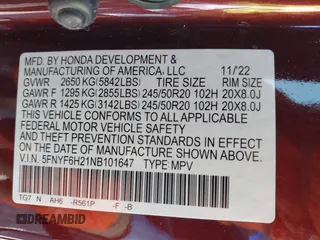 MFD. BY HONDA DEVELOPMENT &
MANUFACTURING OF AMERICA, LLC 11/'22
GVWR 2650 KG(5842LBS) TIRE SIZE RIM SIZE
GAWR F 1295 KG(2855LBS) 245/50R20 102H 20X8.0J
GAWR R 1425 KG(3142LBS) 245/50R20 102H 20X8.0J
THIS VEHICLE CONFORMS TO ALL APPLICABLE
FEDERAL MOTOR VEHICLE SAFETY
AND THEFT PREVENTION STANDARDS IN EFFECT
ON THE DATE OF MANUFACTURE SHOWN ABOVE.
V.I.N. 5FNYF6H21NB101647 TYPE: MPV
TG7 N AH6 -R561P -F -B